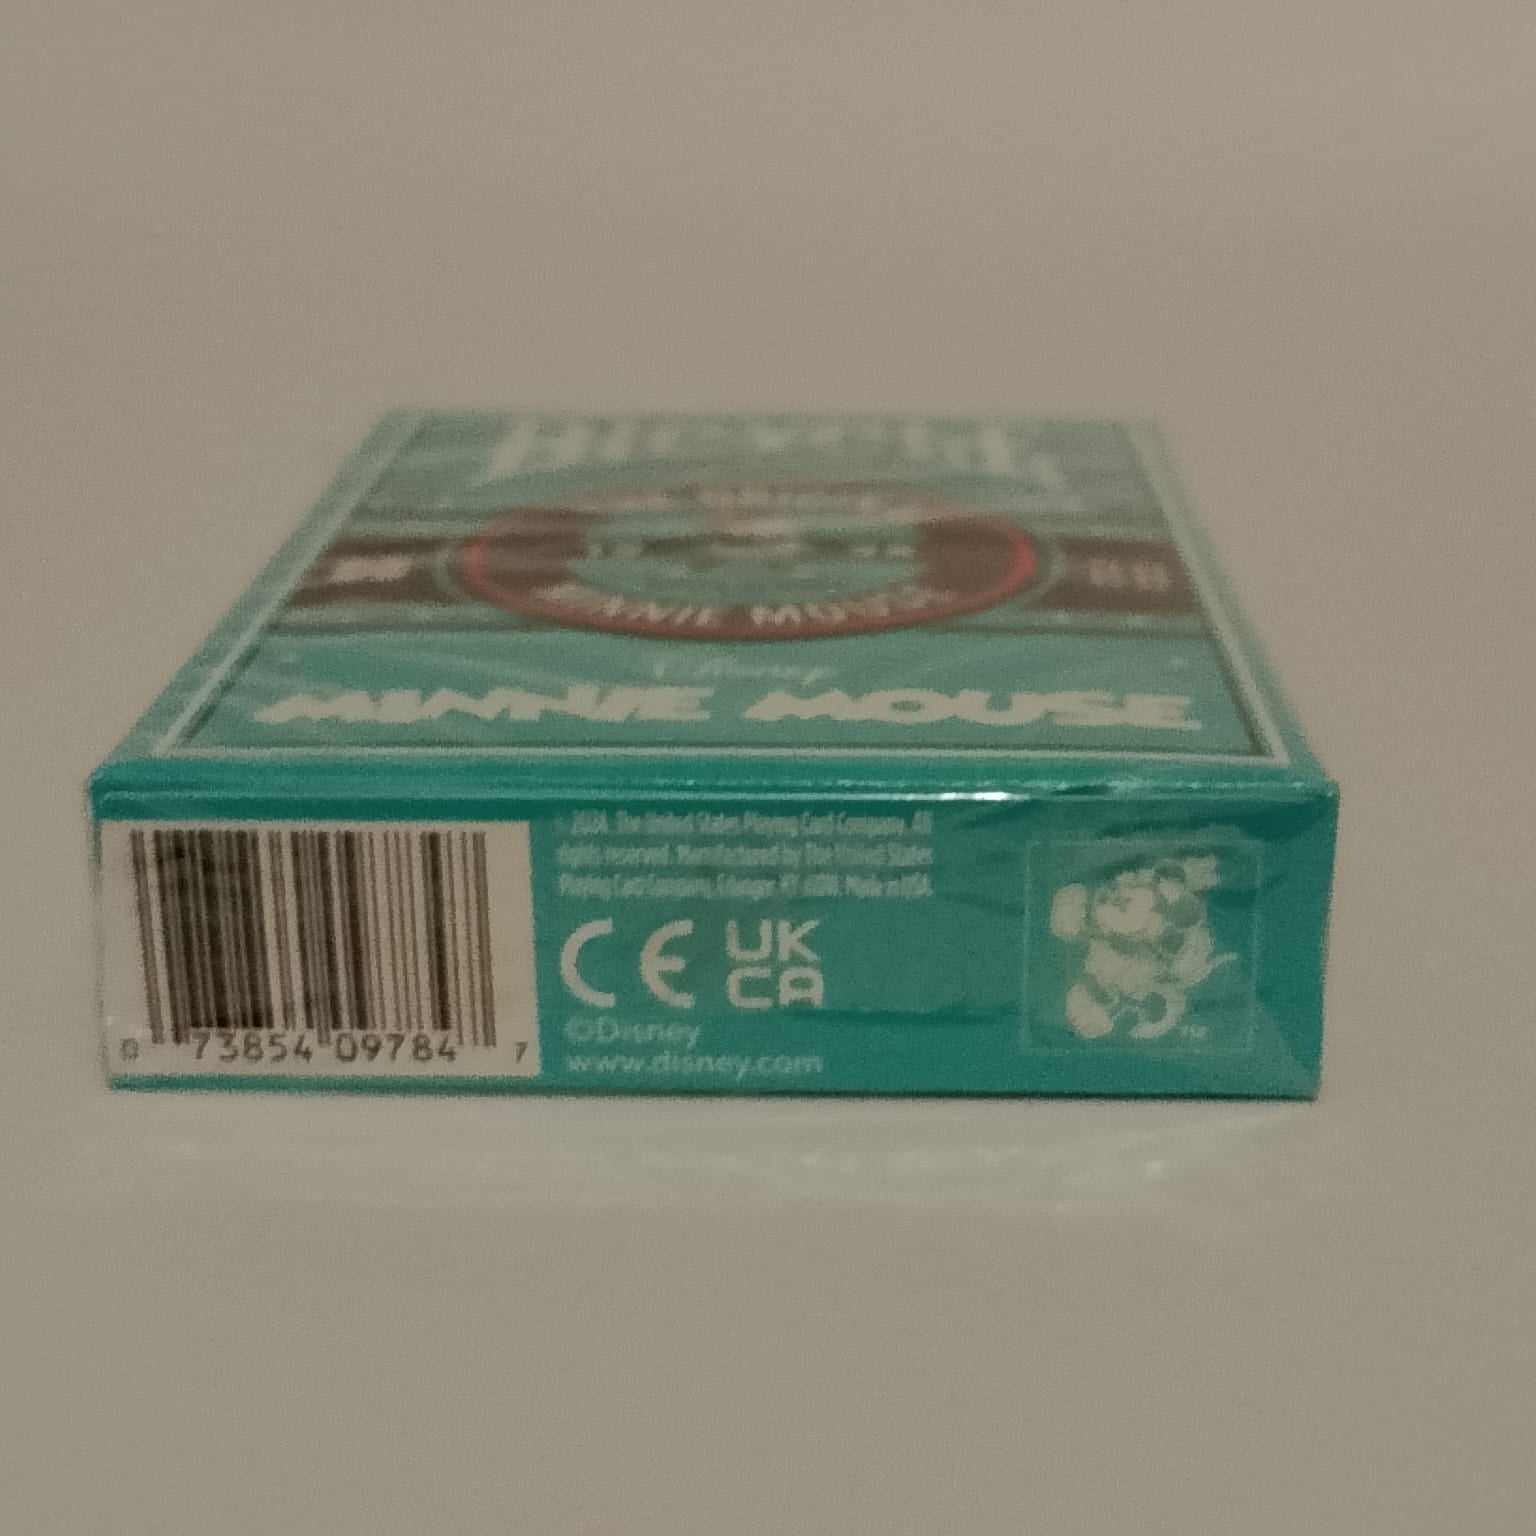 MINNIE MOUSE
Disney
MINNIE MOUSE
The United States Playing Card Company. All
rights reserved. Manufactured by The United States
Playing Card Company, Erlanger, KY Made in USA.
CE UK
CA
©Disney
www.disney.com
0 73854 09784 7
TM